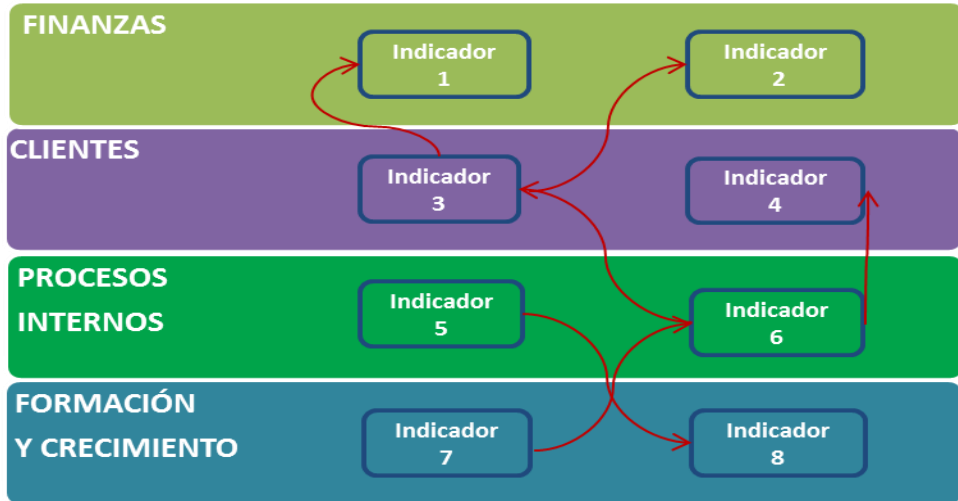 FINANZAS
Indicador
1
Indicador
2
CLIENTES
Indicador
3
Indicador
4
PROCESOS
INTERNOS
Indicador
5
Indicador
6
FORMACIÓN
Y CRECIMIENTO
Indicador
7
Indicador
8